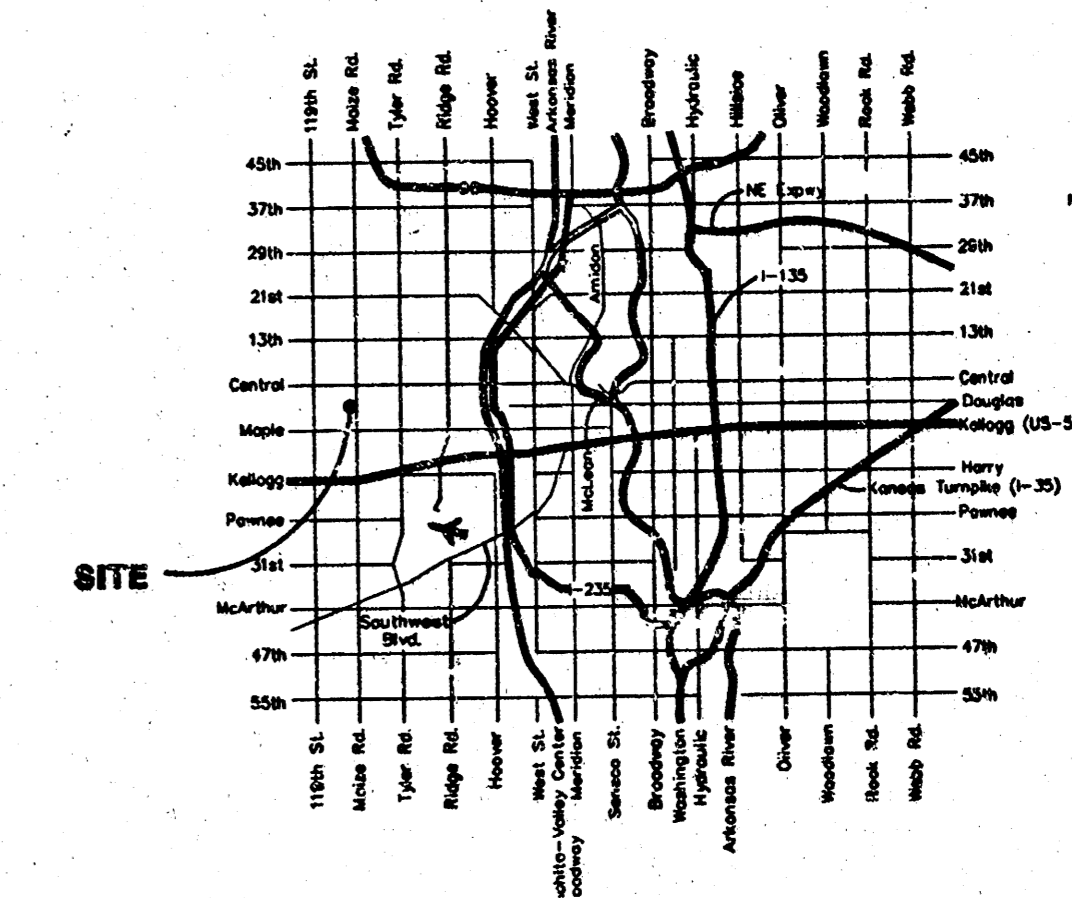 119th St.
Maize Rd.
Tyler Rd.
Ridge Rd.
Hoover
West St.
Arkansas River
Meridian
Broadway
Hydraulic
Hillside
Oliver
Woodlawn
Rock Rd.
Webb Rd.
45th
37th
29th
21st
13th
Central
Maple
Kellogg
Pawnee
31st
McArthur
47th
55th
96
NE Expwy
I-135
Amidon
McLean
SITE
Southwest
Blvd.
I-235
45th
37th
29th
21st
13th
Central
Douglas
Kellogg (US-5
Harry
Kansas Turnpike (I-35)
Pawnee
31st
McArthur
47th
55th
119th St.
Maize Rd.
Tyler Rd.
Ridge Rd.
Hoover
West St.
chita-Valley Center
oodway
Meridian
Seneca St.
Broadway
Washington
Hydraulic
Arkansas River
Oliver
Woodlawn
Rock Rd.
Webb Rd.